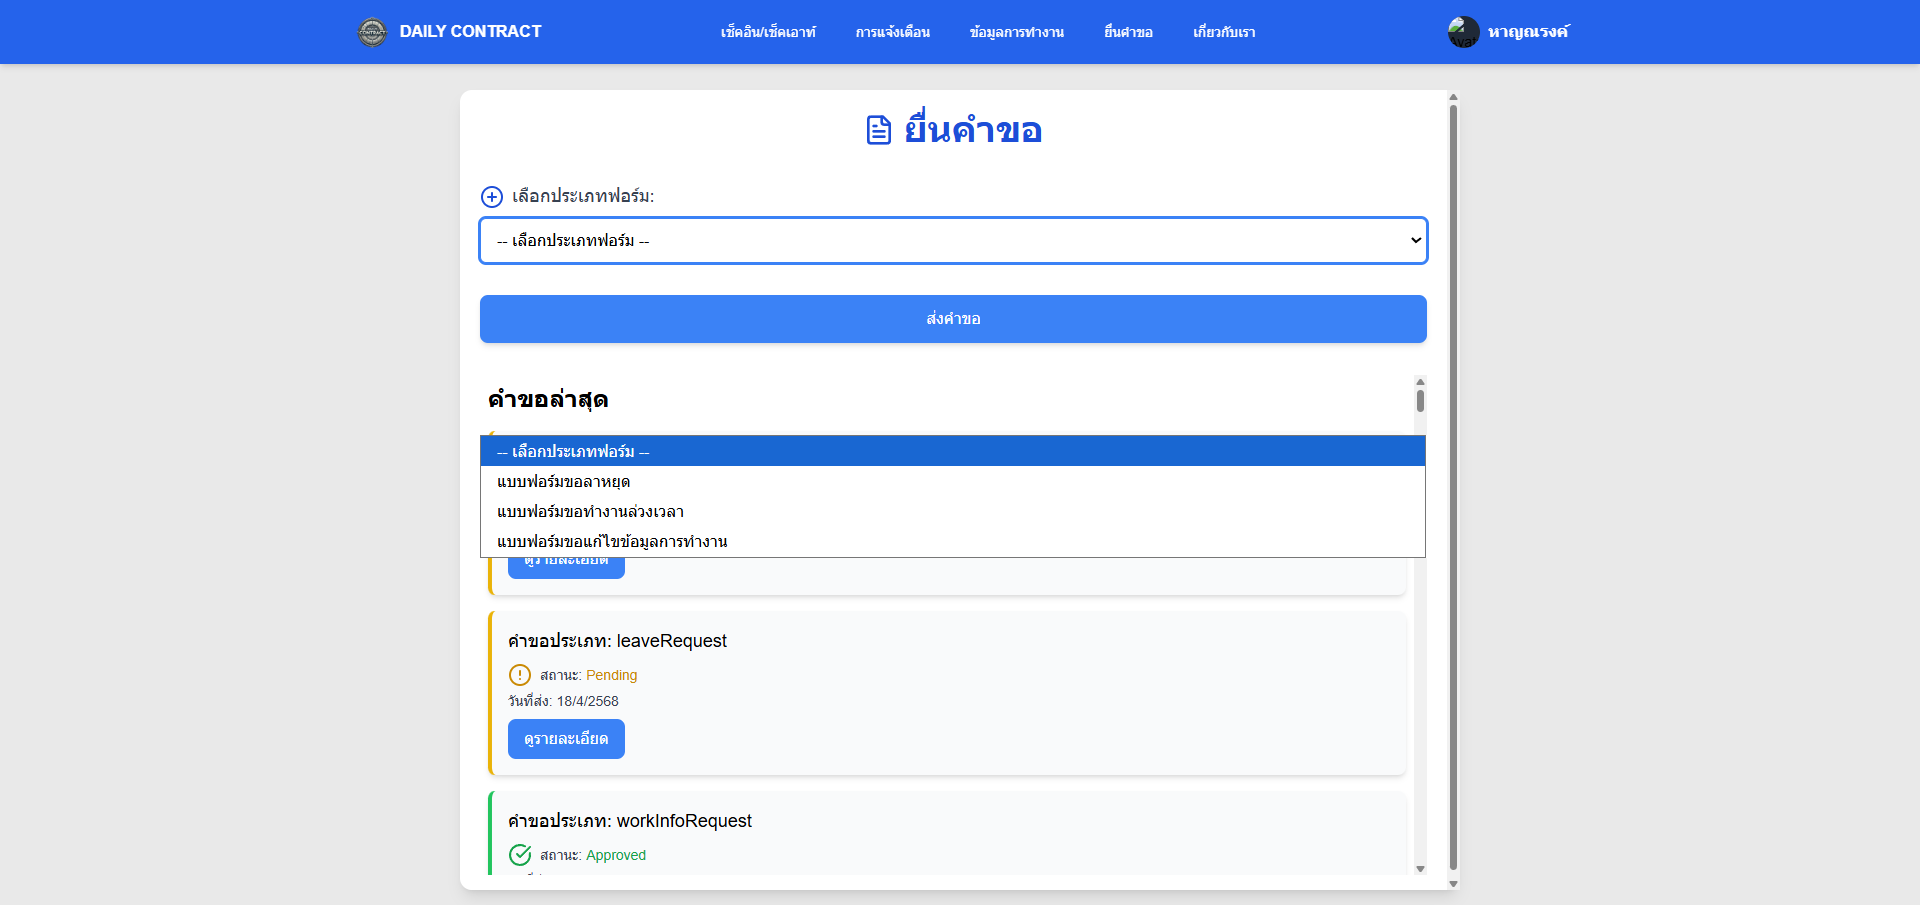 DAILY CONTRACT
เช็คอิน/เช็คเอาท์
การแจ้งเตือน
ข้อมูลการทำงาน
ยื่นคำขอ
เกี่ยวกับเรา
หาญณรงค์
ยื่นคำขอ
เลือกประเภทฟอร์ม:
-- เลือกประเภทฟอร์ม --
ส่งคำขอ
คำขอล่าสุด
-- เลือกประเภทฟอร์ม --
แบบฟอร์มขอลาหยุด
แบบฟอร์มขอทำงานล่วงเวลา
แบบฟอร์มขอแก้ไขข้อมูลการทำงาน
ดูรายละเอียด
คำขอประเภท: leaveRequest
สถานะ: Pending
วันที่ส่ง: 18/4/2568
ดูรายละเอียด
คำขอประเภท: workInfoRequest
สถานะ: Approved